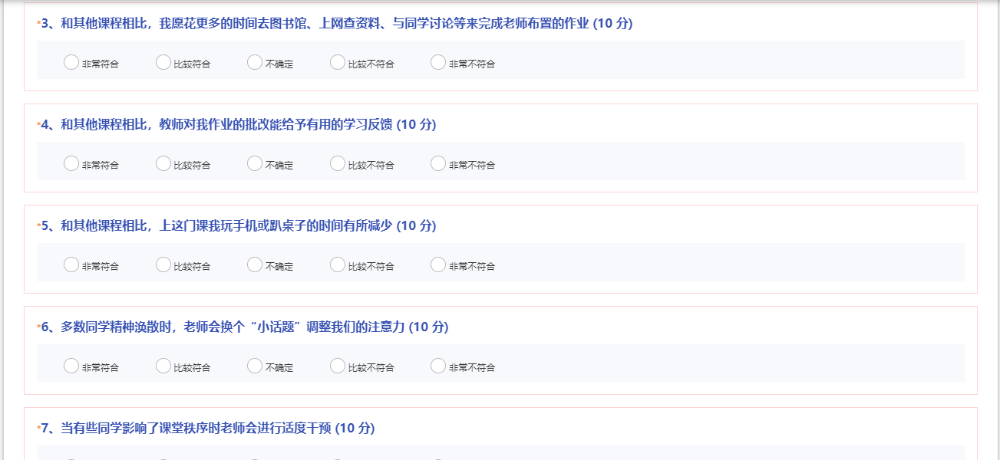 *3、和其他课程相比，我愿花更多的时间去图书馆、上网查资料、与同学讨论等来完成老师布置的作业 (10 分)
非常符合 比较符合 不确定 比较不符合 非常不符合
*4、和其他课程相比，教师对我作业的批改能给予有用的学习反馈 (10 分)
非常符合 比较符合 不确定 比较不符合 非常不符合
*5、和其他课程相比，上这门课我玩手机或趴桌子的时间有所减少 (10 分)
非常符合 比较符合 不确定 比较不符合 非常不符合
*6、多数同学精神涣散时，老师会换个“小话题”调整我们的注意力 (10 分)
非常符合 比较符合 不确定 比较不符合 非常不符合
*7、当有些同学影响了课堂秩序时老师会进行适度干预 (10 分)